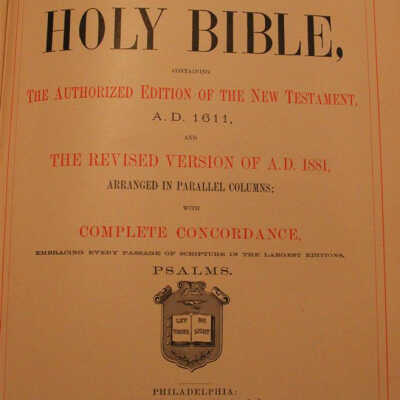 HOLY BIBLE,
CONTAINING
THE AUTHORIZED EDITION OF THE NEW TESTAMENT,
A.D. 1611,
AND
THE REVISED VERSION OF A.D. 1881,
ARRANGED IN PARALLEL COLUMNS;
WITH
COMPLETE CONCORDANCE,
EMBRACING EVERY PASSAGE OF SCRIPTURE IN THE LARGEST EDITIONS,
PSALMS.
LET THERE BE LIGHT
PHILADELPHIA: